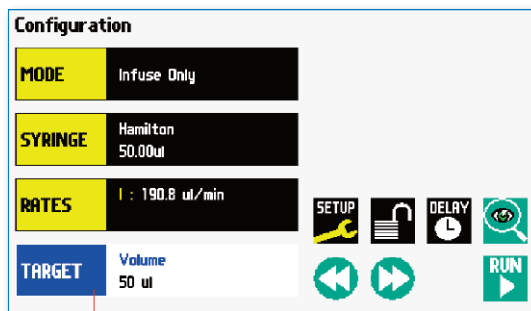 Configuration
MODE
Infuse Only
SYRINGE
Hamilton
50.00ul
RATES
I : 190.8 ul/min
TARGET
Volume
50 ul
SETUP
DELAY
RUN